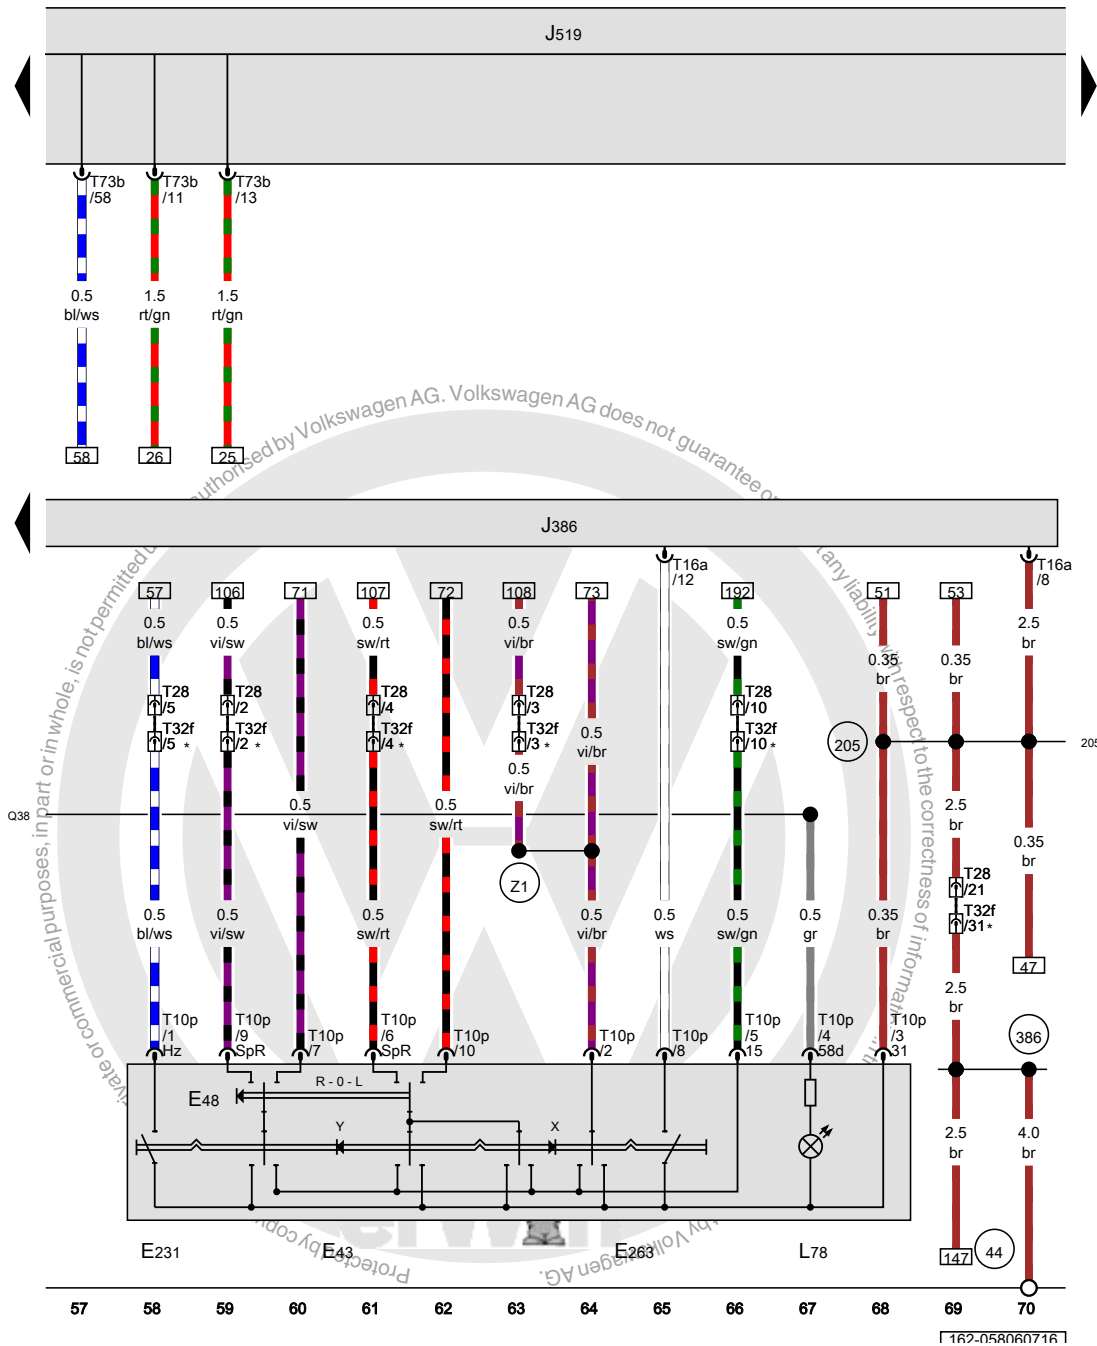 J519
T73b T73b T73b
/58 /11 /13
0.5 1.5 1.5
bl/ws rt/gn rt/gn
58 26 25
authorised by Volkswagen AG. Volkswagen AG does not guarantee or
any liability with respect to the correctness of information in
private or commercial purposes, in part or in whole, is not permitted
Protected by copy by Volkswagen AG.
J386
T16a T16a
/12 /8
57 106 71 107 72 108 73 192 51 53
0.5 0.5 0.5 0.5 0.5 2.5
bl/ws vi/sw sw/rt vi/br sw/gn br
0.35 0.35
br br
T28 T28 T28 T28 T28
/5 /2 /4 /3 /10
T32f T32f T32f T32f T32f
/5 * /2 * /4 * /3 * /10 *
0.5
vi/br
205 205
0.5
vi/br
Q38
0.5 0.5 2.5
vi/sw sw/rt br
0.35
br
Z1
T28
/21
T32f
/31 *
0.5 0.5 0.5 0.5 0.5 0.5 0.5 0.35
bl/ws vi/sw sw/rt vi/br ws sw/gn gr br
47
2.5
br
T10p T10p T10p T10p T10p T10p T10p T10p T10p T10p
/1 /9 /7 /6 /10 /2 /8 /5 /4 /3
Hz SpR SpR 15 58d 31
386
R - 0 - L
E48
Y X
2.5 4.0
br br
E231 E43 E263 L78
147 44
57 58 59 60 61 62 63 64 65 66 67 68 69 70
162-058060716